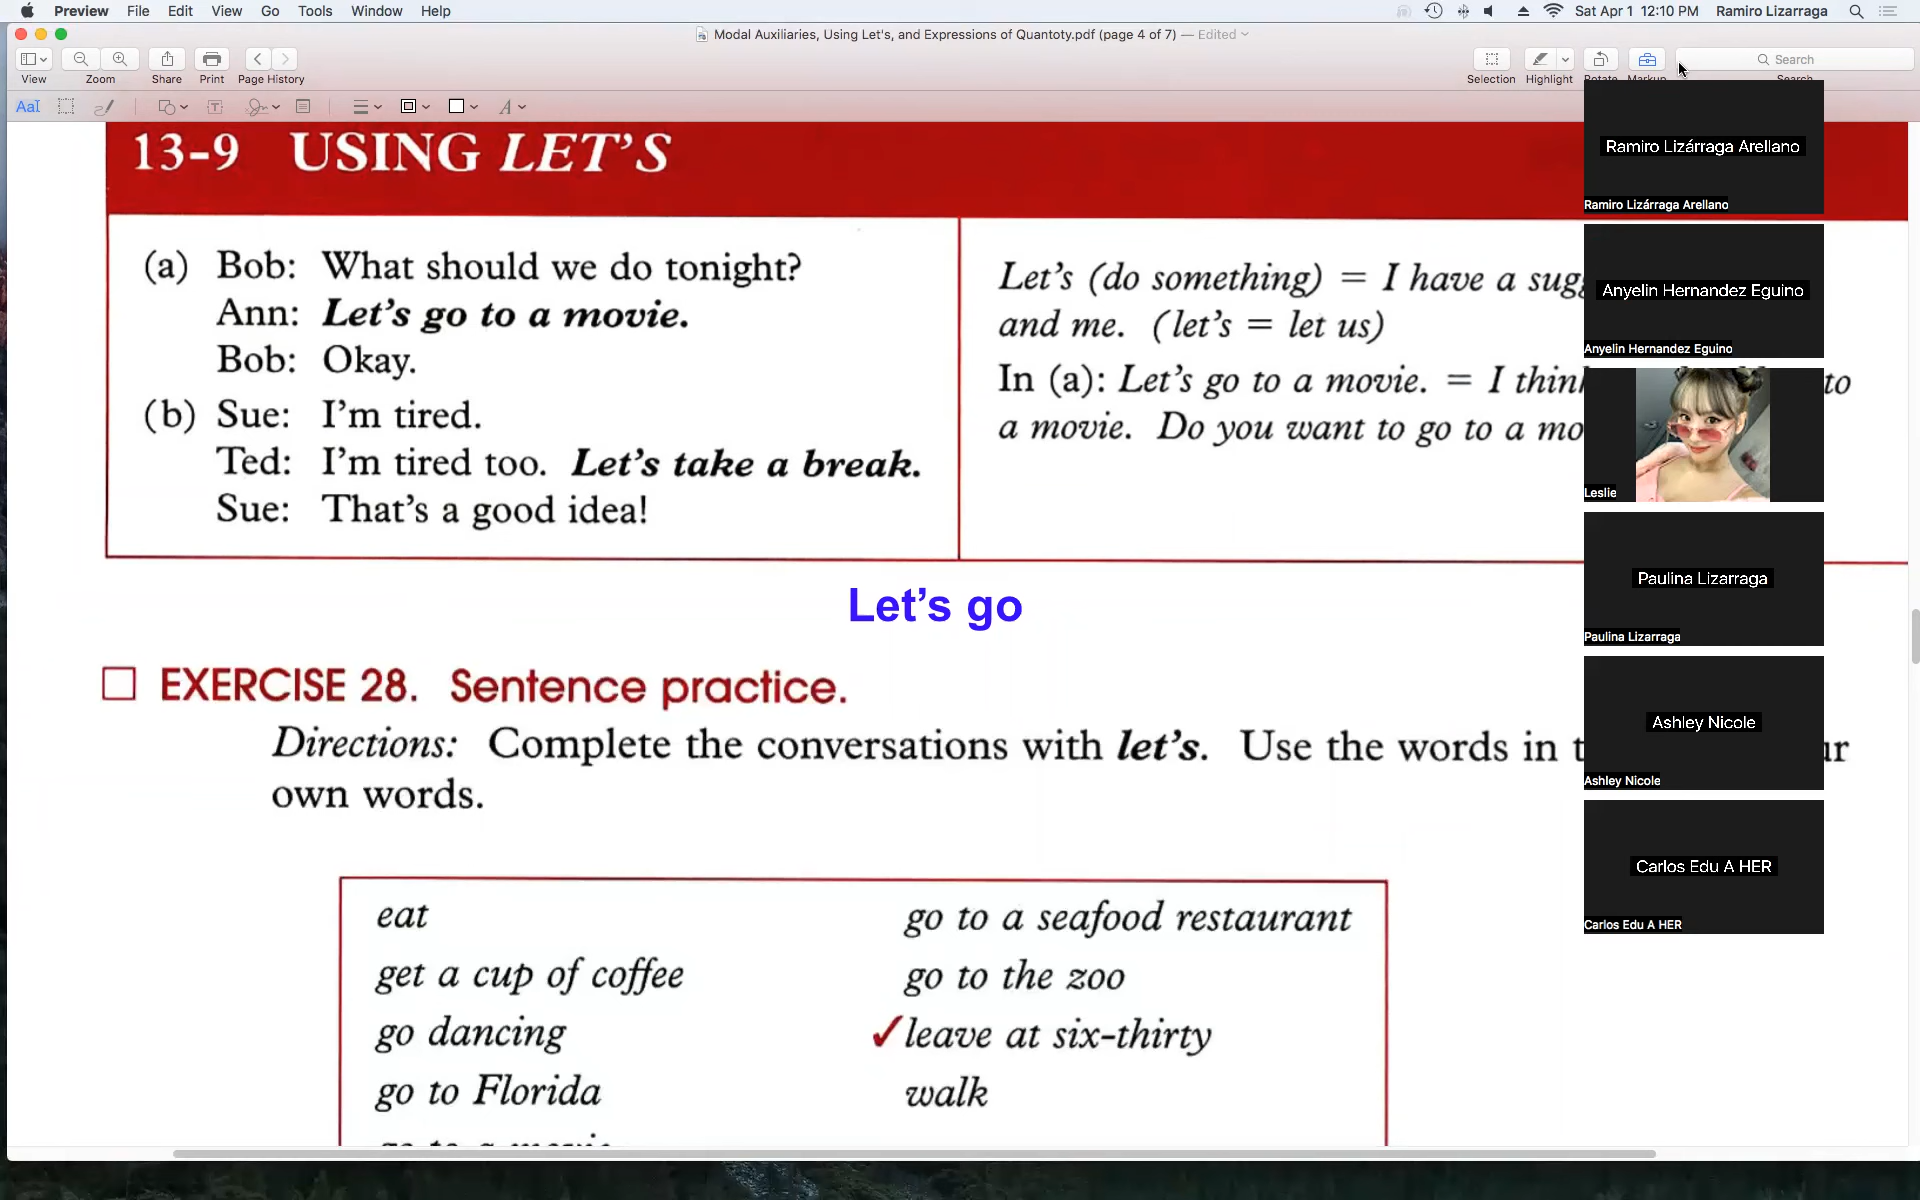 Preview File Edit View Go Tools Window Help
Sat Apr 1 12:10 PM Ramiro Lizarraga
Modal Auxiliaries, Using Let's, and Expressions of Quantoty.pdf (page 4 of 7) — Edited
View Zoom Share Print Page History Selection Highlight Rotate Markup Search
Search
AaI
A
13-9 USING LET'S
(a) Bob: What should we do tonight?
Ann: Let's go to a movie.
Bob: Okay.
(b) Sue: I'm tired.
Ted: I'm tired too. Let's take a break.
Sue: That's a good idea!
Let's (do something) = I have a
and me. (let's = let us)
In (a): Let's go to a movie. = I to
a movie. Do you want to go to a
Let's go
EXERCISE 28. Sentence practice.
Directions: Complete the conversations with let's. Use the words in
own words.
eat
get a cup of coffee
go dancing
go to Florida
go to a seafood restaurant
go to the zoo
✓leave at six-thirty
walk
Ramiro Lizárraga Arellano
Ramiro Lizárraga Arellano
Anyelin Hernandez Eguino
Anyelin Hernandez Eguino
Leslie
Paulina Lizarraga
Paulina Lizarraga
Ashley Nicole
Ashley Nicole
Carlos Edu A HER
Carlos Edu A HER